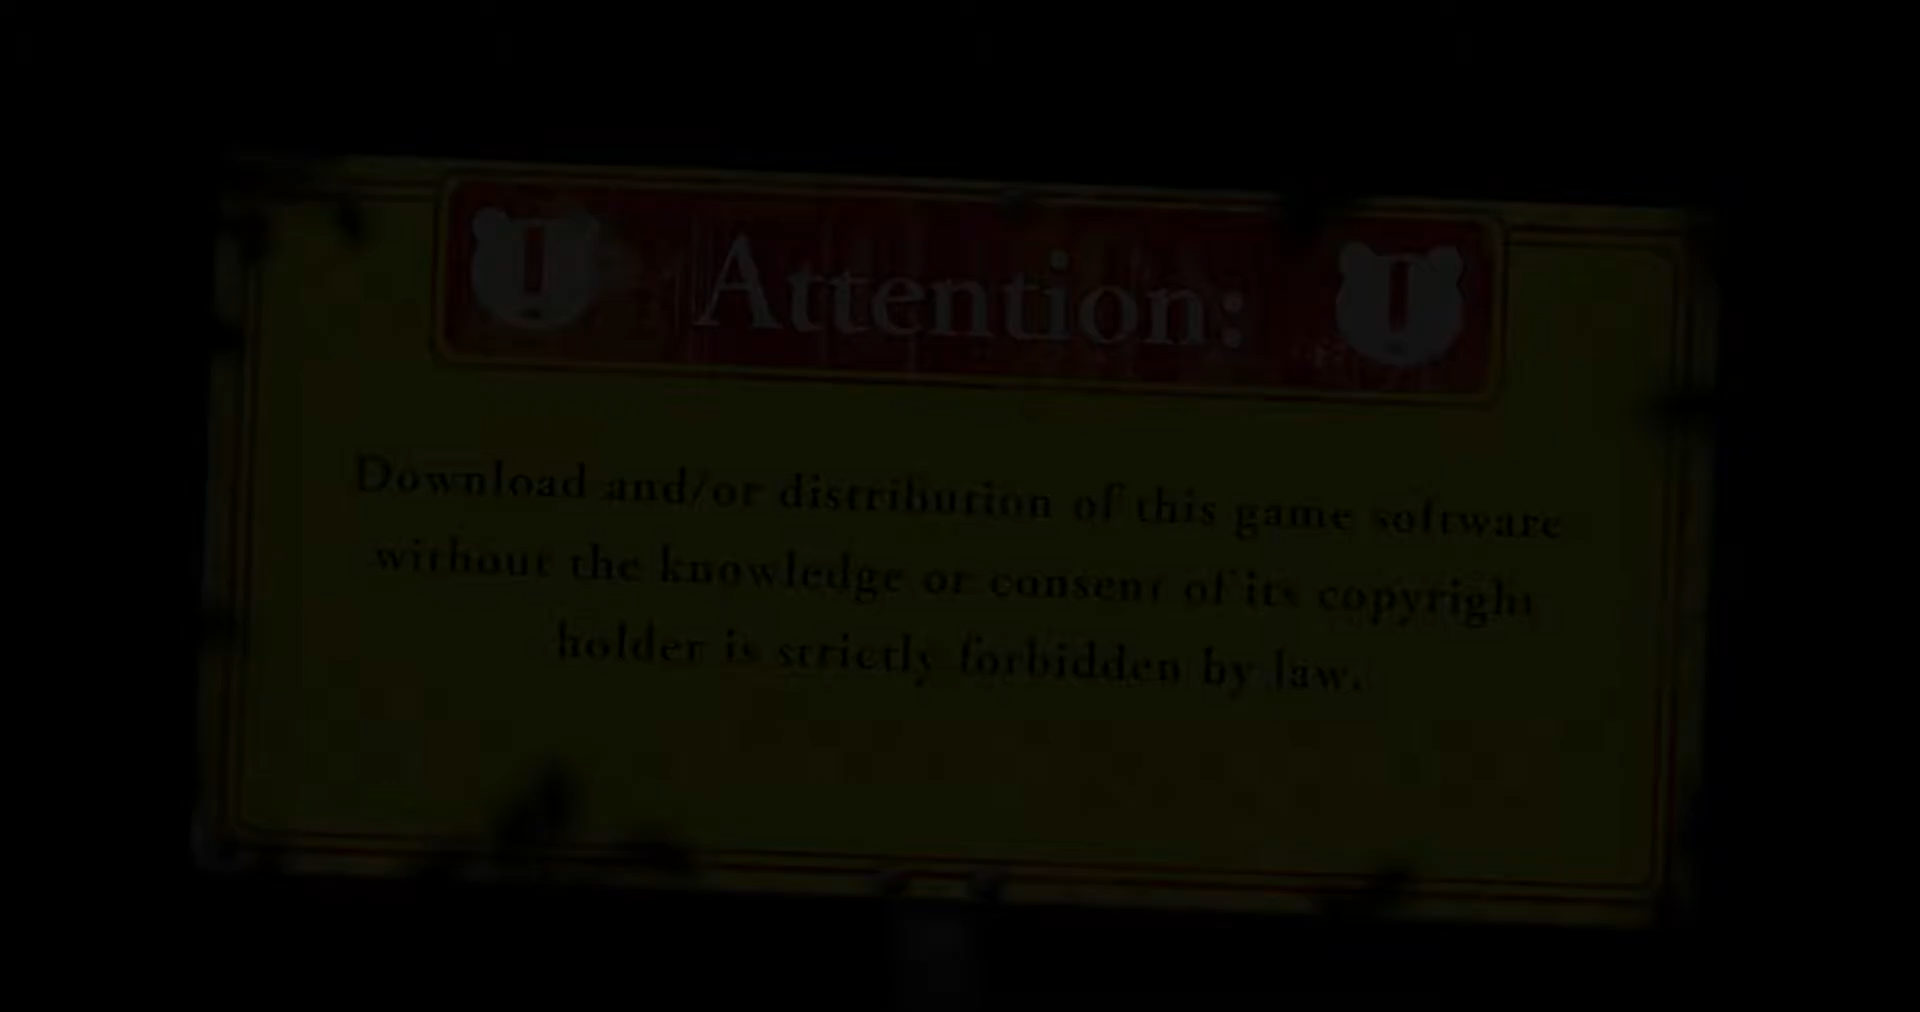 Attention:
Download and/or distribution of this game software
without the knowledge or consent of its copyright
holder is strictly forbidden by law.